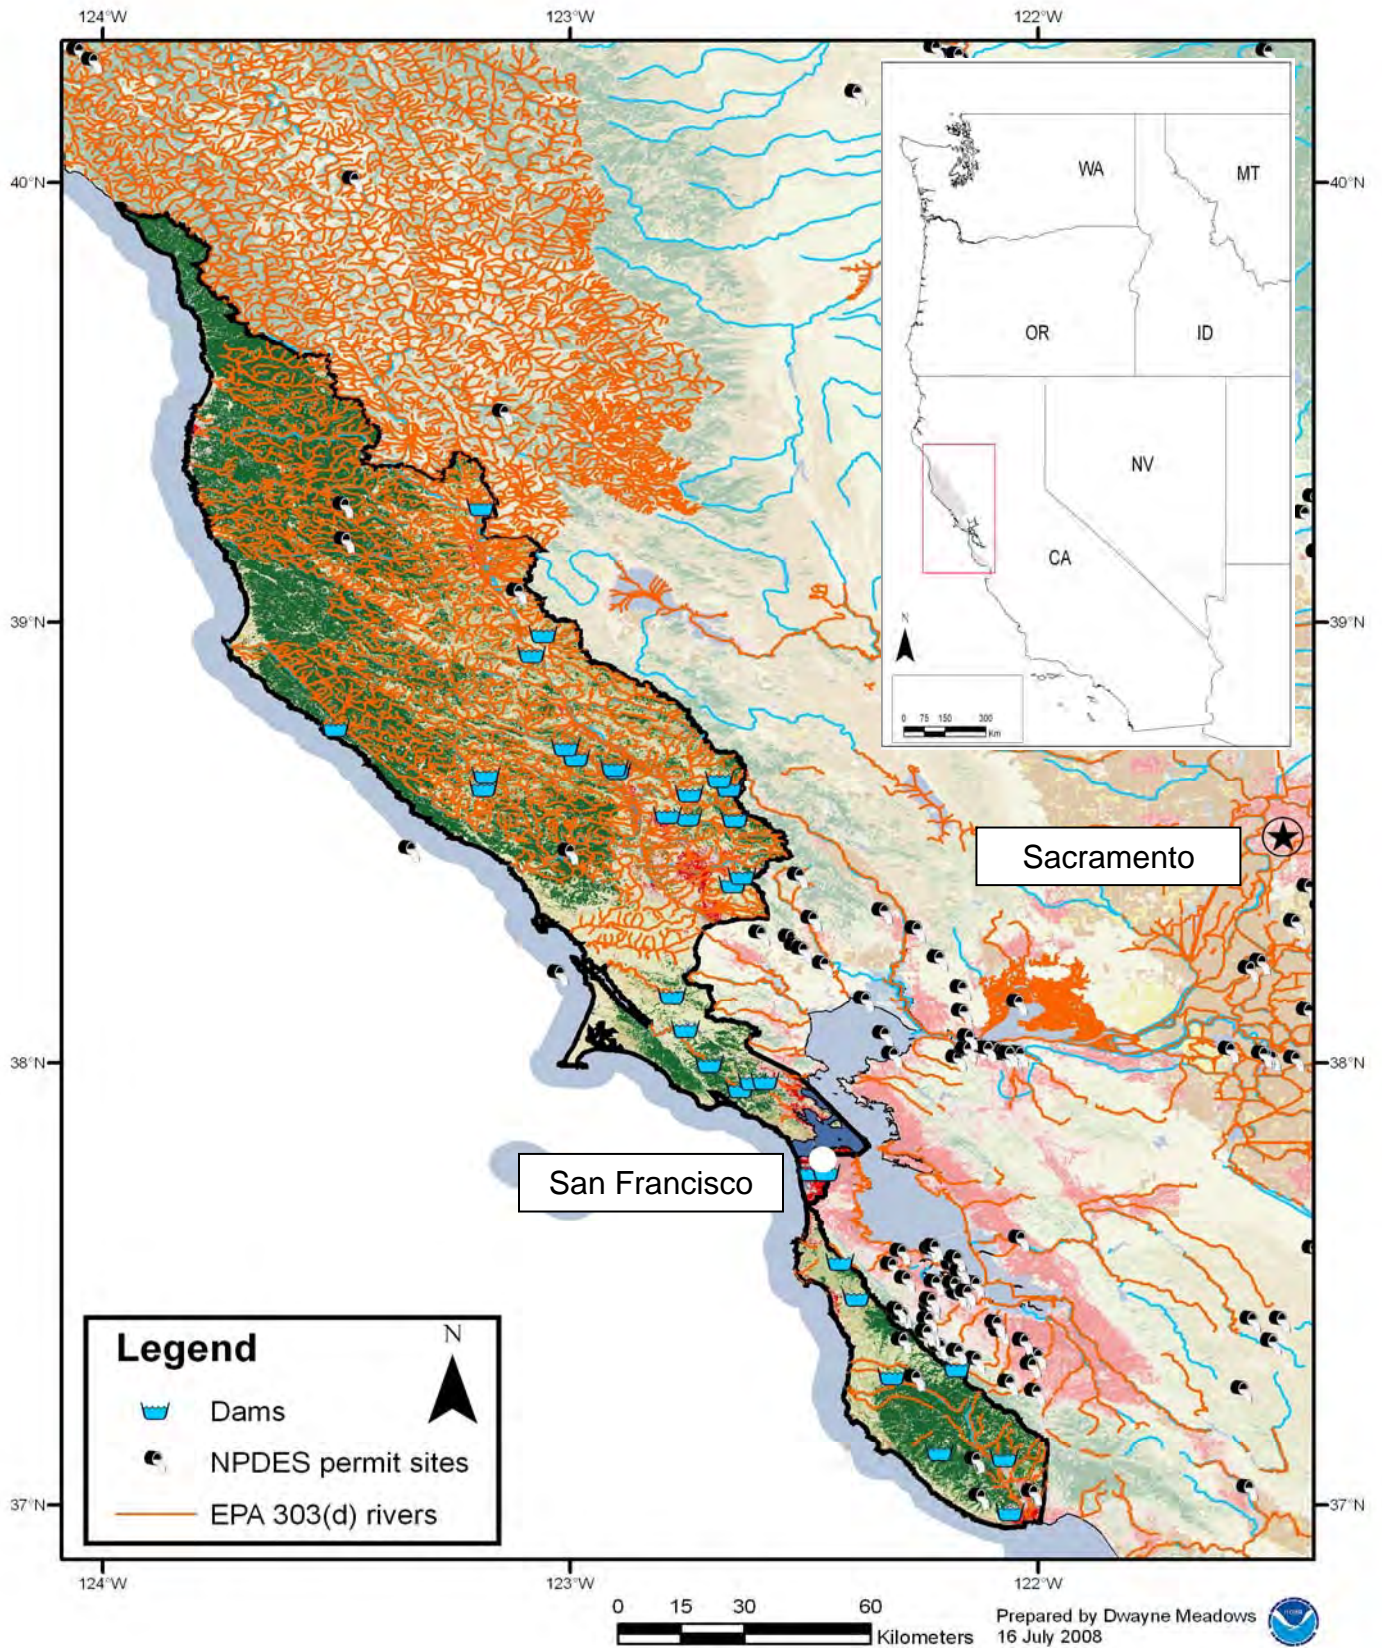 124°W 123°W 122°W
40°N 40°N
WA MT
OR ID
NV
CA
39°N 39°N
N
0 75 150 300
Km
Sacramento
38°N 38°N
San Francisco
Legend
N
Dams
NPDES permit sites
EPA 303(d) rivers
37°N 37°N
124°W 123°W 122°W
0 15 30 60
Kilometers
Prepared by Dwayne Meadows
16 July 2008